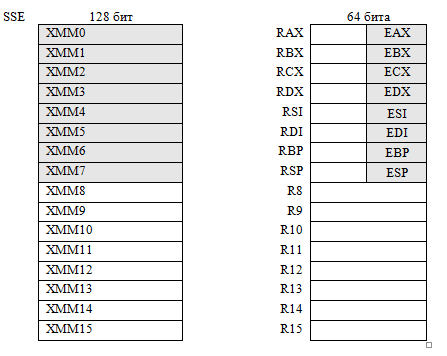 SSE 128 бит 64 бита
XMM0 RAX EAX
XMM1 RBX EBX
XMM2 RCX ECX
XMM3 RDX EDX
XMM4 RSI ESI
XMM5 RDI EDI
XMM6 RBP EBP
XMM7 RSP ESP
XMM8 R8
XMM9 R9
XMM10 R10
XMM11 R11
XMM12 R12
XMM13 R13
XMM14 R14
XMM15 R15